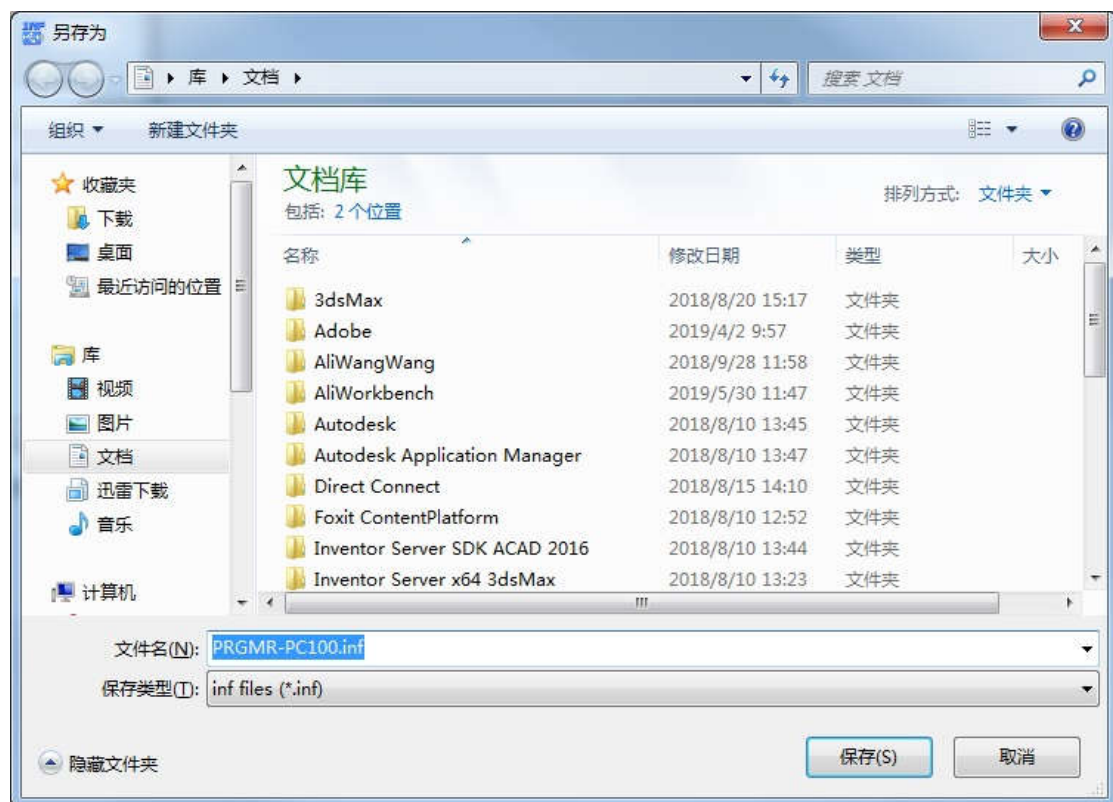 另存为
库 文档
搜索 文档
组织 新建文件夹
收藏夹
下载
桌面
最近访问的位置
库
视频
图片
文档
迅雷下载
音乐
计算机
文档库
包括: 2 个位置
排列方式: 文件夹
名称 修改日期 类型 大小
3dsMax 2018/8/20 15:17 文件夹
Adobe 2019/4/2 9:57 文件夹
AliWangWang 2018/9/28 11:58 文件夹
AliWorkbench 2019/5/30 11:47 文件夹
Autodesk 2018/8/10 13:45 文件夹
Autodesk Application Manager 2018/8/10 13:47 文件夹
Direct Connect 2018/8/15 14:10 文件夹
Foxit ContentPlatform 2018/8/10 12:52 文件夹
Inventor Server SDK ACAD 2016 2018/8/10 13:44 文件夹
Inventor Server x64 3dsMax 2018/8/10 13:23 文件夹
文件名(N): PRGMR-PC100.inf
保存类型(T): inf files (*.inf)
隐藏文件夹
保存(S) 取消